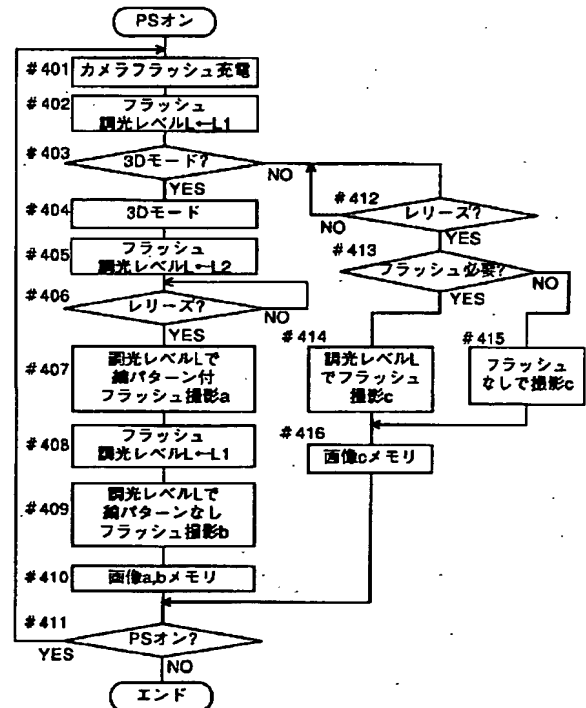 PSオン
#401
カメラフラッシュ充電
#402
フラッシュ
調光レベルL←L1
#403
3Dモード?
NO
YES
#404
3Dモード
#405
フラッシュ
調光レベルL←L2
#406
レリーズ?
NO
YES
#407
調光レベルLで
縞パターン付
フラッシュ撮影a
#408
フラッシュ
調光レベルL←L1
#409
調光レベルLで
縞パターンなし
フラッシュ撮影b
#410
画像a,bメモリ
#411
PSオン?
YES
NO
エンド
#412
レリーズ?
NO
YES
#413
フラッシュ必要?
NO
YES
#414
調光レベルL
でフラッシュ
撮影c
#415
フラッシュ
なしで撮影c
#416
画像cメモリ